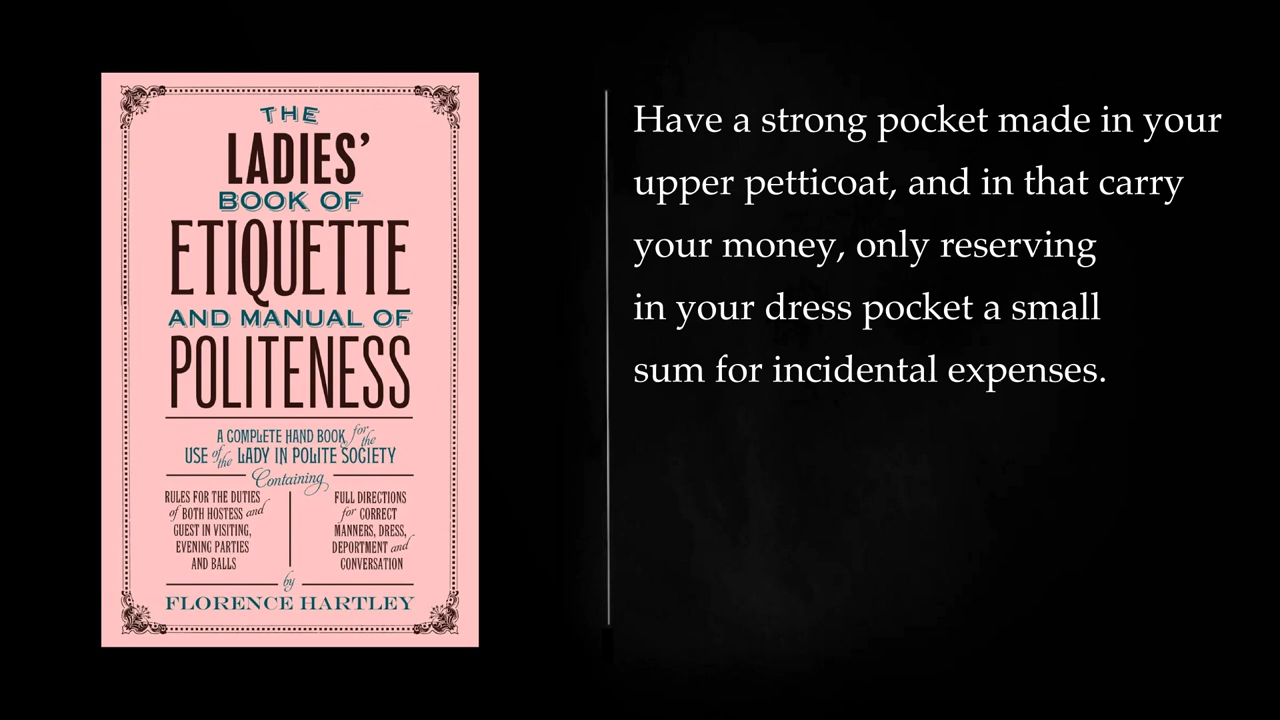 THE
LADIES'
BOOK OF
ETIQUETTE
AND MANUAL OF
POLITENESS
A COMPLETE HAND BOOK for the
USE of the LADY IN POLITE SOCIETY
Containing
RULES FOR THE DUTIES
of BOTH HOSTESS and
GUEST IN VISITING,
EVENING PARTIES
AND BALLS
FULL DIRECTIONS
for CORRECT
MANNERS, DRESS,
DEPORTMENT and
CONVERSATION
by
FLORENCE HARTLEY
Have a strong pocket made in your
upper petticoat, and in that carry
your money, only reserving
in your dress pocket a small
sum for incidental expenses.